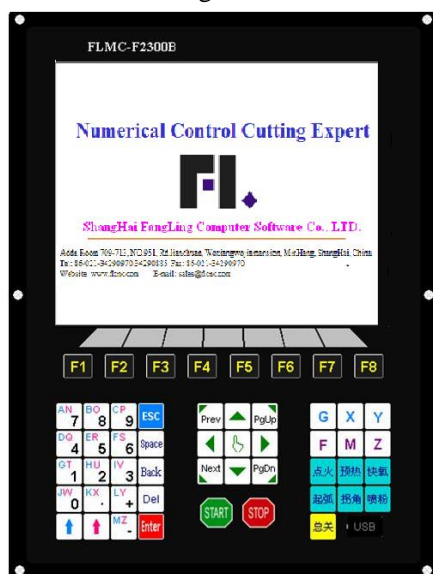 FLMC-F2300B
Numerical Control Cutting Expert
FL
ShangHai FangLing Computer Software Co., LTD.
Website: www.flcnc.com E-mail: sales@flcnc.com
F1 F2 F3 F4 F5 F6 F7 F8
AN 7 BO 8 CP 9 ESC Prev PgUp G X Y
DQ 4 ER 5 FS 6 Space F M Z
GT 1 HU 2 IV 3 Back Next PgDn 点火 预热 快氧
JW 0 KX . LY + Del START STOP 起弧 拐角 喷粉
MZ - Enter 总关 USB